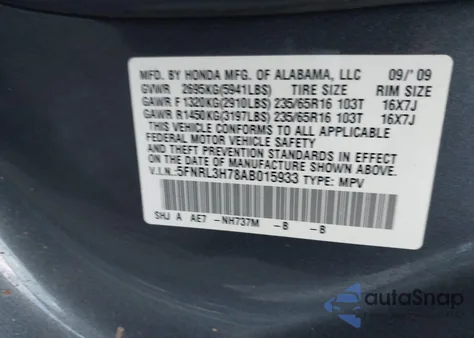 MFD. BY HONDA MFG. OF ALABAMA, LLC 09/'09
GVWR 2695KG(5941LBS) TIRE SIZE RIM SIZE
GAWR F 1320KG(2910LBS) 235/65R16 103T 16X7J
GAWR R1450KG(3197LBS) 235/65R16 103T 16X7J
THIS VEHICLE CONFORMS TO ALL APPLICABLE
FEDERAL MOTOR VEHICLE SAFETY
AND THEFT PREVENTION STANDARDS IN EFFECT
ON THE DATE OF MANUFACTURE SHOWN ABOVE.
V.I.N.:5FNRL3H78AB015933 TYPE: MPV
SHJ A AE7 -NH737M -B -B
autoSnap